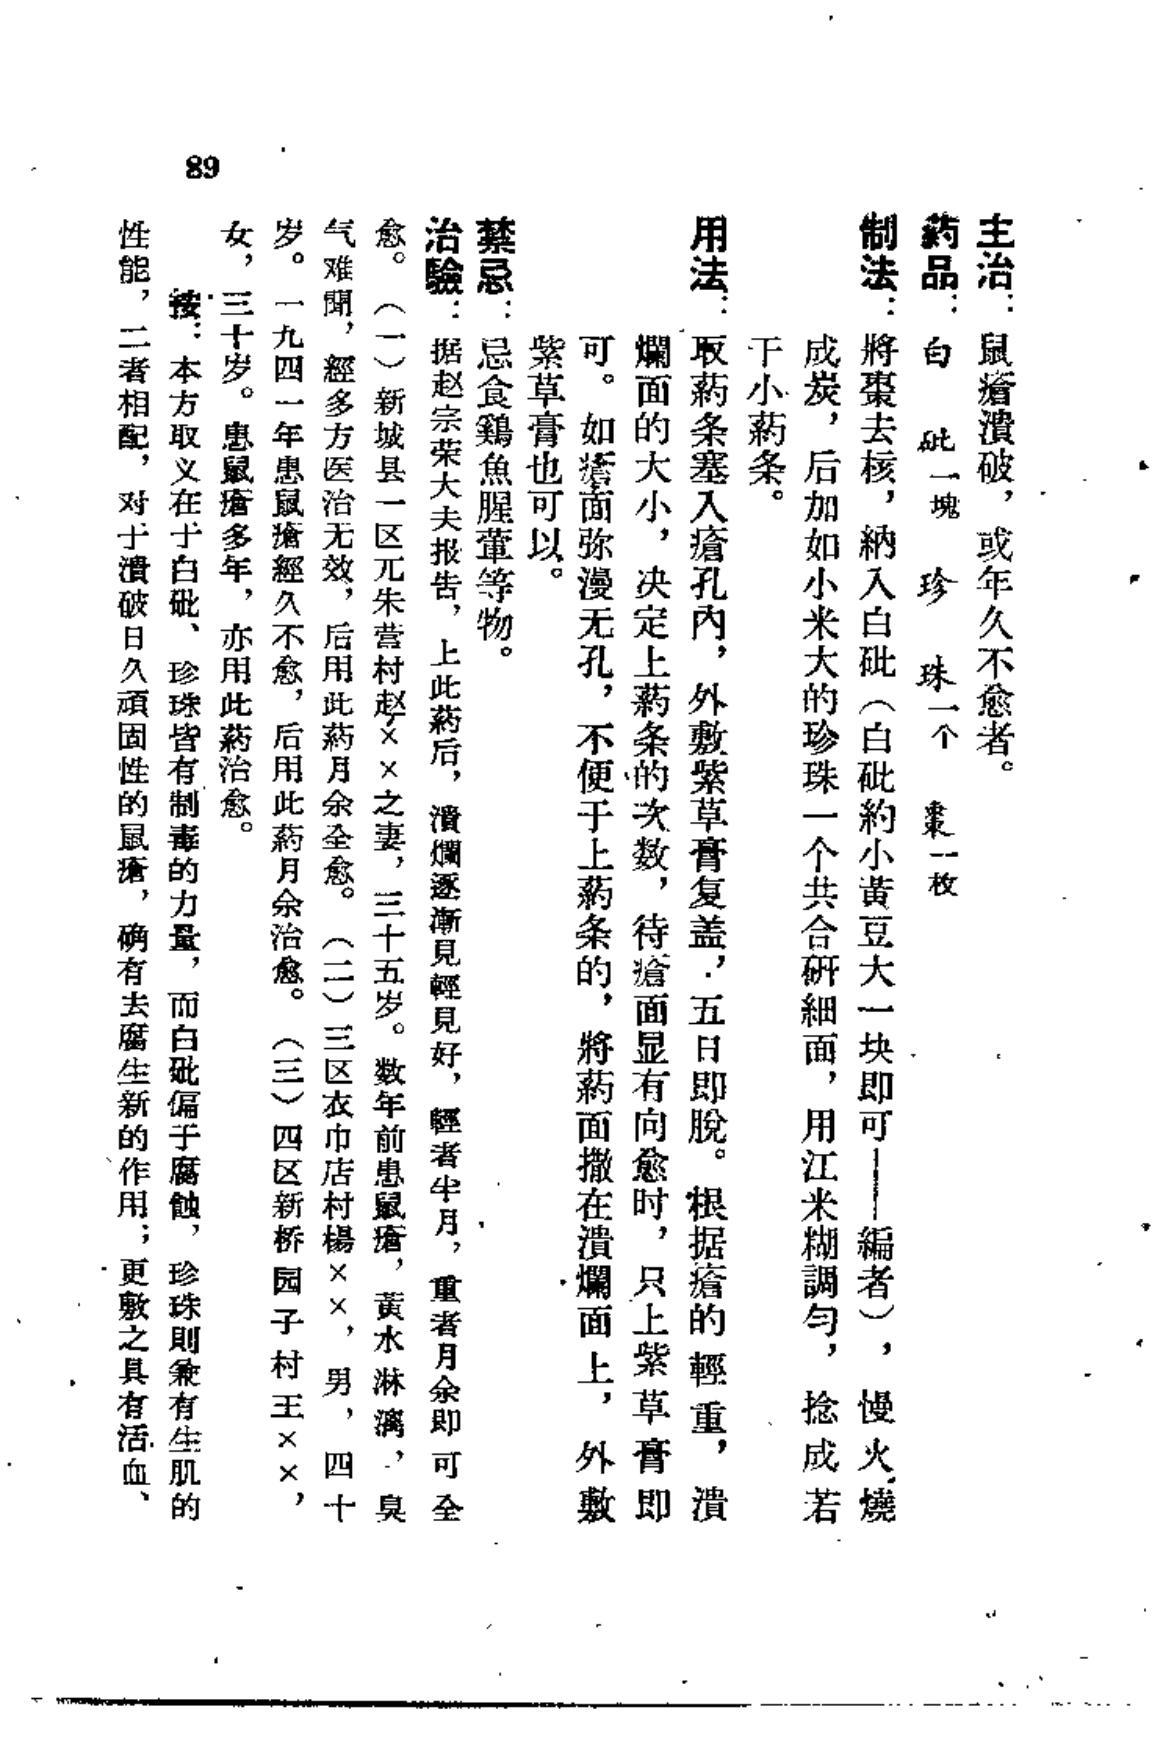 主治：鼠瘡潰破，或年久不愈者。
药品：白砒一塊　珍珠一个　棗一枚
制法：將棗去核，納入白砒（白砒約小黃豆大一块即可——編者），慢火燒
成炭，后加如小米大的珍珠一个共合研細面，用江米糊調匀，捻成若
干小药条。
用法：取药条塞入瘡孔內，外敷紫草膏复盖，五日即脫。根据瘡的輕重，潰
爛面的大小，决定上药条的次数，待瘡面显有向愈时，只上紫草膏即
可。如瘡面弥漫无孔，不便于上药条的，將药面撒在潰爛面上，外敷
紫草膏也可以。
禁忌：忌食鷄魚腥葷等物。
治驗：据赵宗荣大夫报告，上此药后，潰爛逐漸見輕見好，輕者半月，重者月余即可全
愈。（一）新城县一区亓朱营村赵××之妻，三十五岁。数年前患鼠瘡，黃水淋漓，臭
气难聞，經多方医治无效，后用此药月余全愈。（二）三区衣巾店村楊××，男，四十
岁。一九四一年患鼠瘡經久不愈，后用此药月余治愈。（三）四区新桥园子村王××，
女，三十岁。患鼠瘡多年，亦用此药治愈。
按：本方取义在于白砒、珍珠皆有制毒的力量，而白砒偏于腐蝕，珍珠則兼有生肌的
性能，二者相配，对于潰破日久頑固性的鼠瘡，确有去腐生新的作用；更敷之具有活血、
89